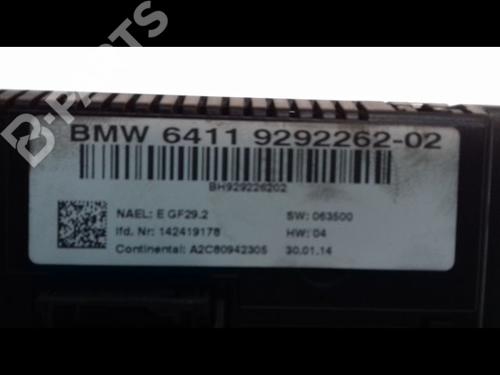 B-PARTS
BMW 6411 9292262-02
BH929226202
NAEL: E GF29.2 SW: 063500
lfd. Nr: 142419178 HW: 04
Continental: A2C80942305 30.01.14